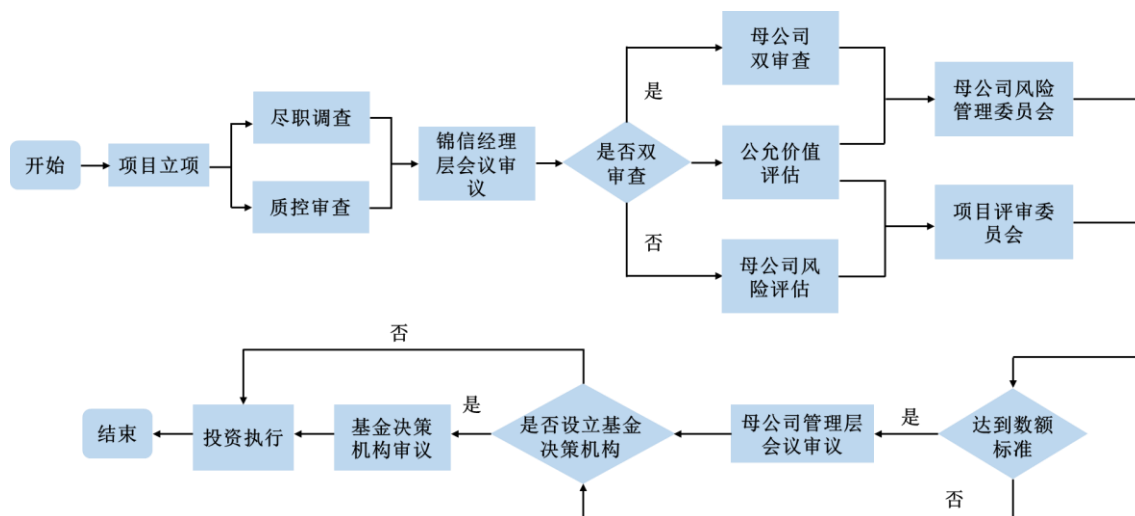 开始
项目立项
尽职调查
质控审查
锦信经理
层会议审
议
是否双
审查
是
否
母公司
双审查
公允价值
评估
母公司风
险评估
母公司风险
管理委员会
项目评审委
员会
达到数额
标准
是
否
母公司管理层
会议审议
是否设立基金
决策机构
是
否
基金决策
机构审议
投资执行
结束